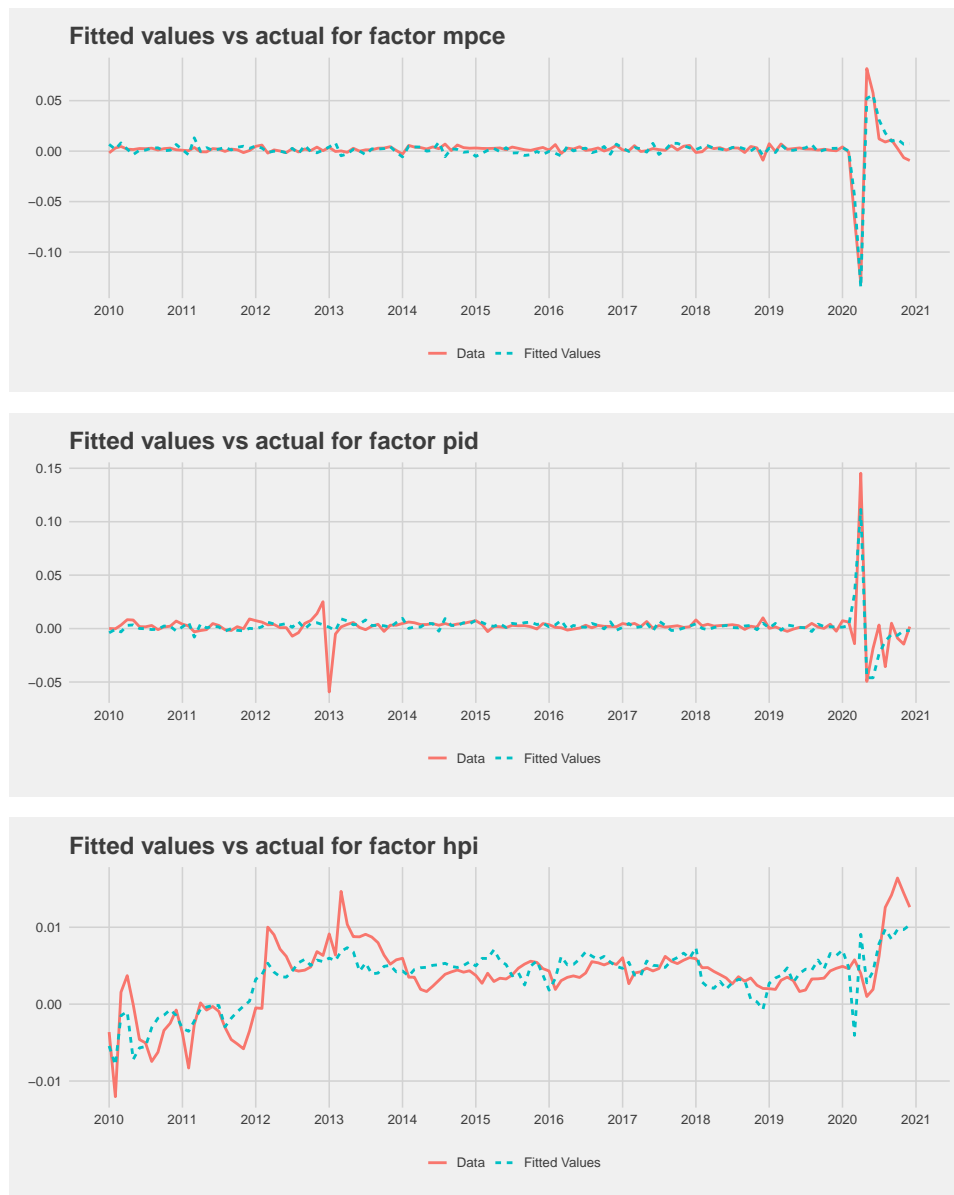 Fitted values vs actual for factor mpce
0.05
0.00
−0.05
−0.10
2010 2011 2012 2013 2014 2015 2016 2017 2018 2019 2020 2021
Data Fitted Values
Fitted values vs actual for factor pid
0.15
0.10
0.05
0.00
−0.05
2010 2011 2012 2013 2014 2015 2016 2017 2018 2019 2020 2021
Data Fitted Values
Fitted values vs actual for factor hpi
0.01
0.00
−0.01
2010 2011 2012 2013 2014 2015 2016 2017 2018 2019 2020 2021
Data Fitted Values